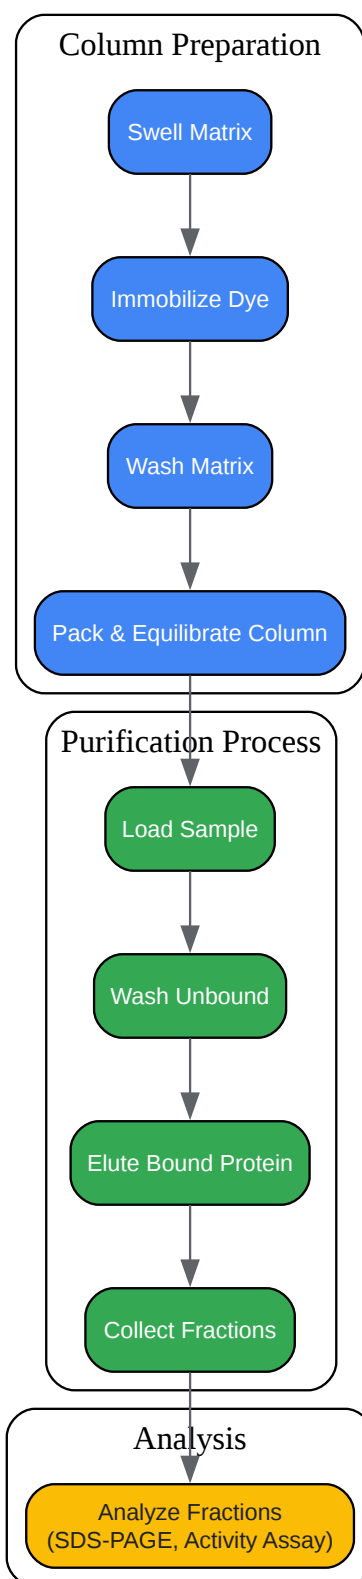 Column Preparation
Swell Matrix
Immobilize Dye
Wash Matrix
Pack & Equilibrate Column
Purification Process
Load Sample
Wash Unbound
Elute Bound Protein
Collect Fractions
Analysis
Analyze Fractions
(SDS-PAGE, Activity Assay)